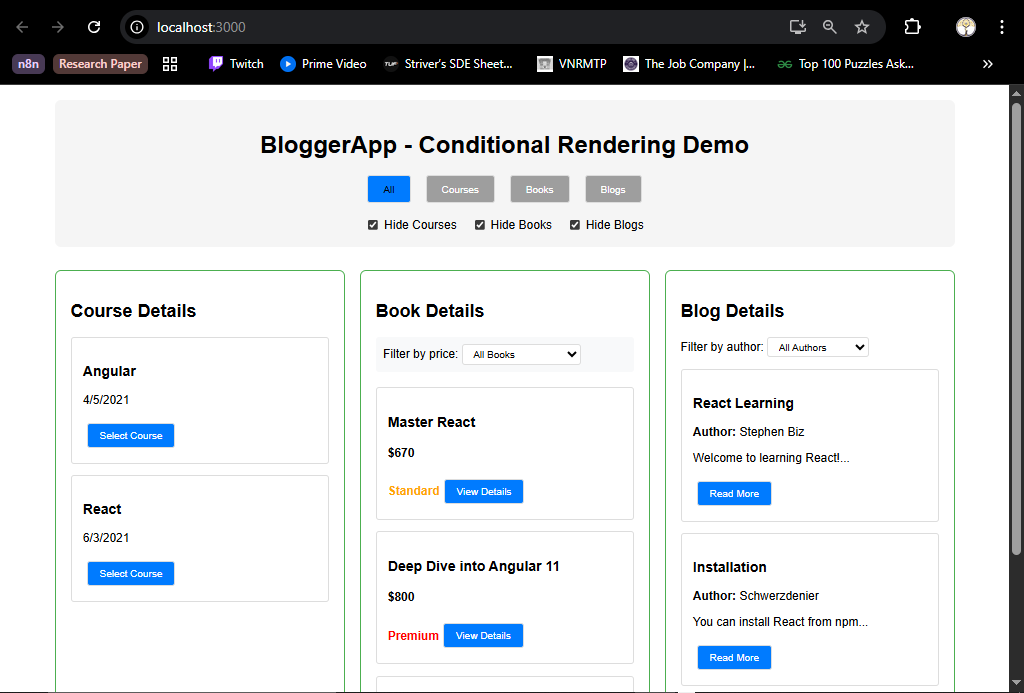 localhost:3000
n8n
Research Paper
Twitch
Prime Video
TUF
Striver's SDE Sheet...
VNRMTP
The Job Company |...
Top 100 Puzzles Ask...
BloggerApp - Conditional Rendering Demo
All
Courses
Books
Blogs
Hide Courses
Hide Books
Hide Blogs
Course Details
Angular
4/5/2021
Select Course
React
6/3/2021
Select Course
Book Details
Filter by price:
All Books
Master React
$670
Standard
View Details
Deep Dive into Angular 11
$800
Premium
View Details
Blog Details
Filter by author:
All Authors
React Learning
Author: Stephen Biz
Welcome to learning React!...
Read More
Installation
Author: Schwerzdenier
You can install React from npm...
Read More